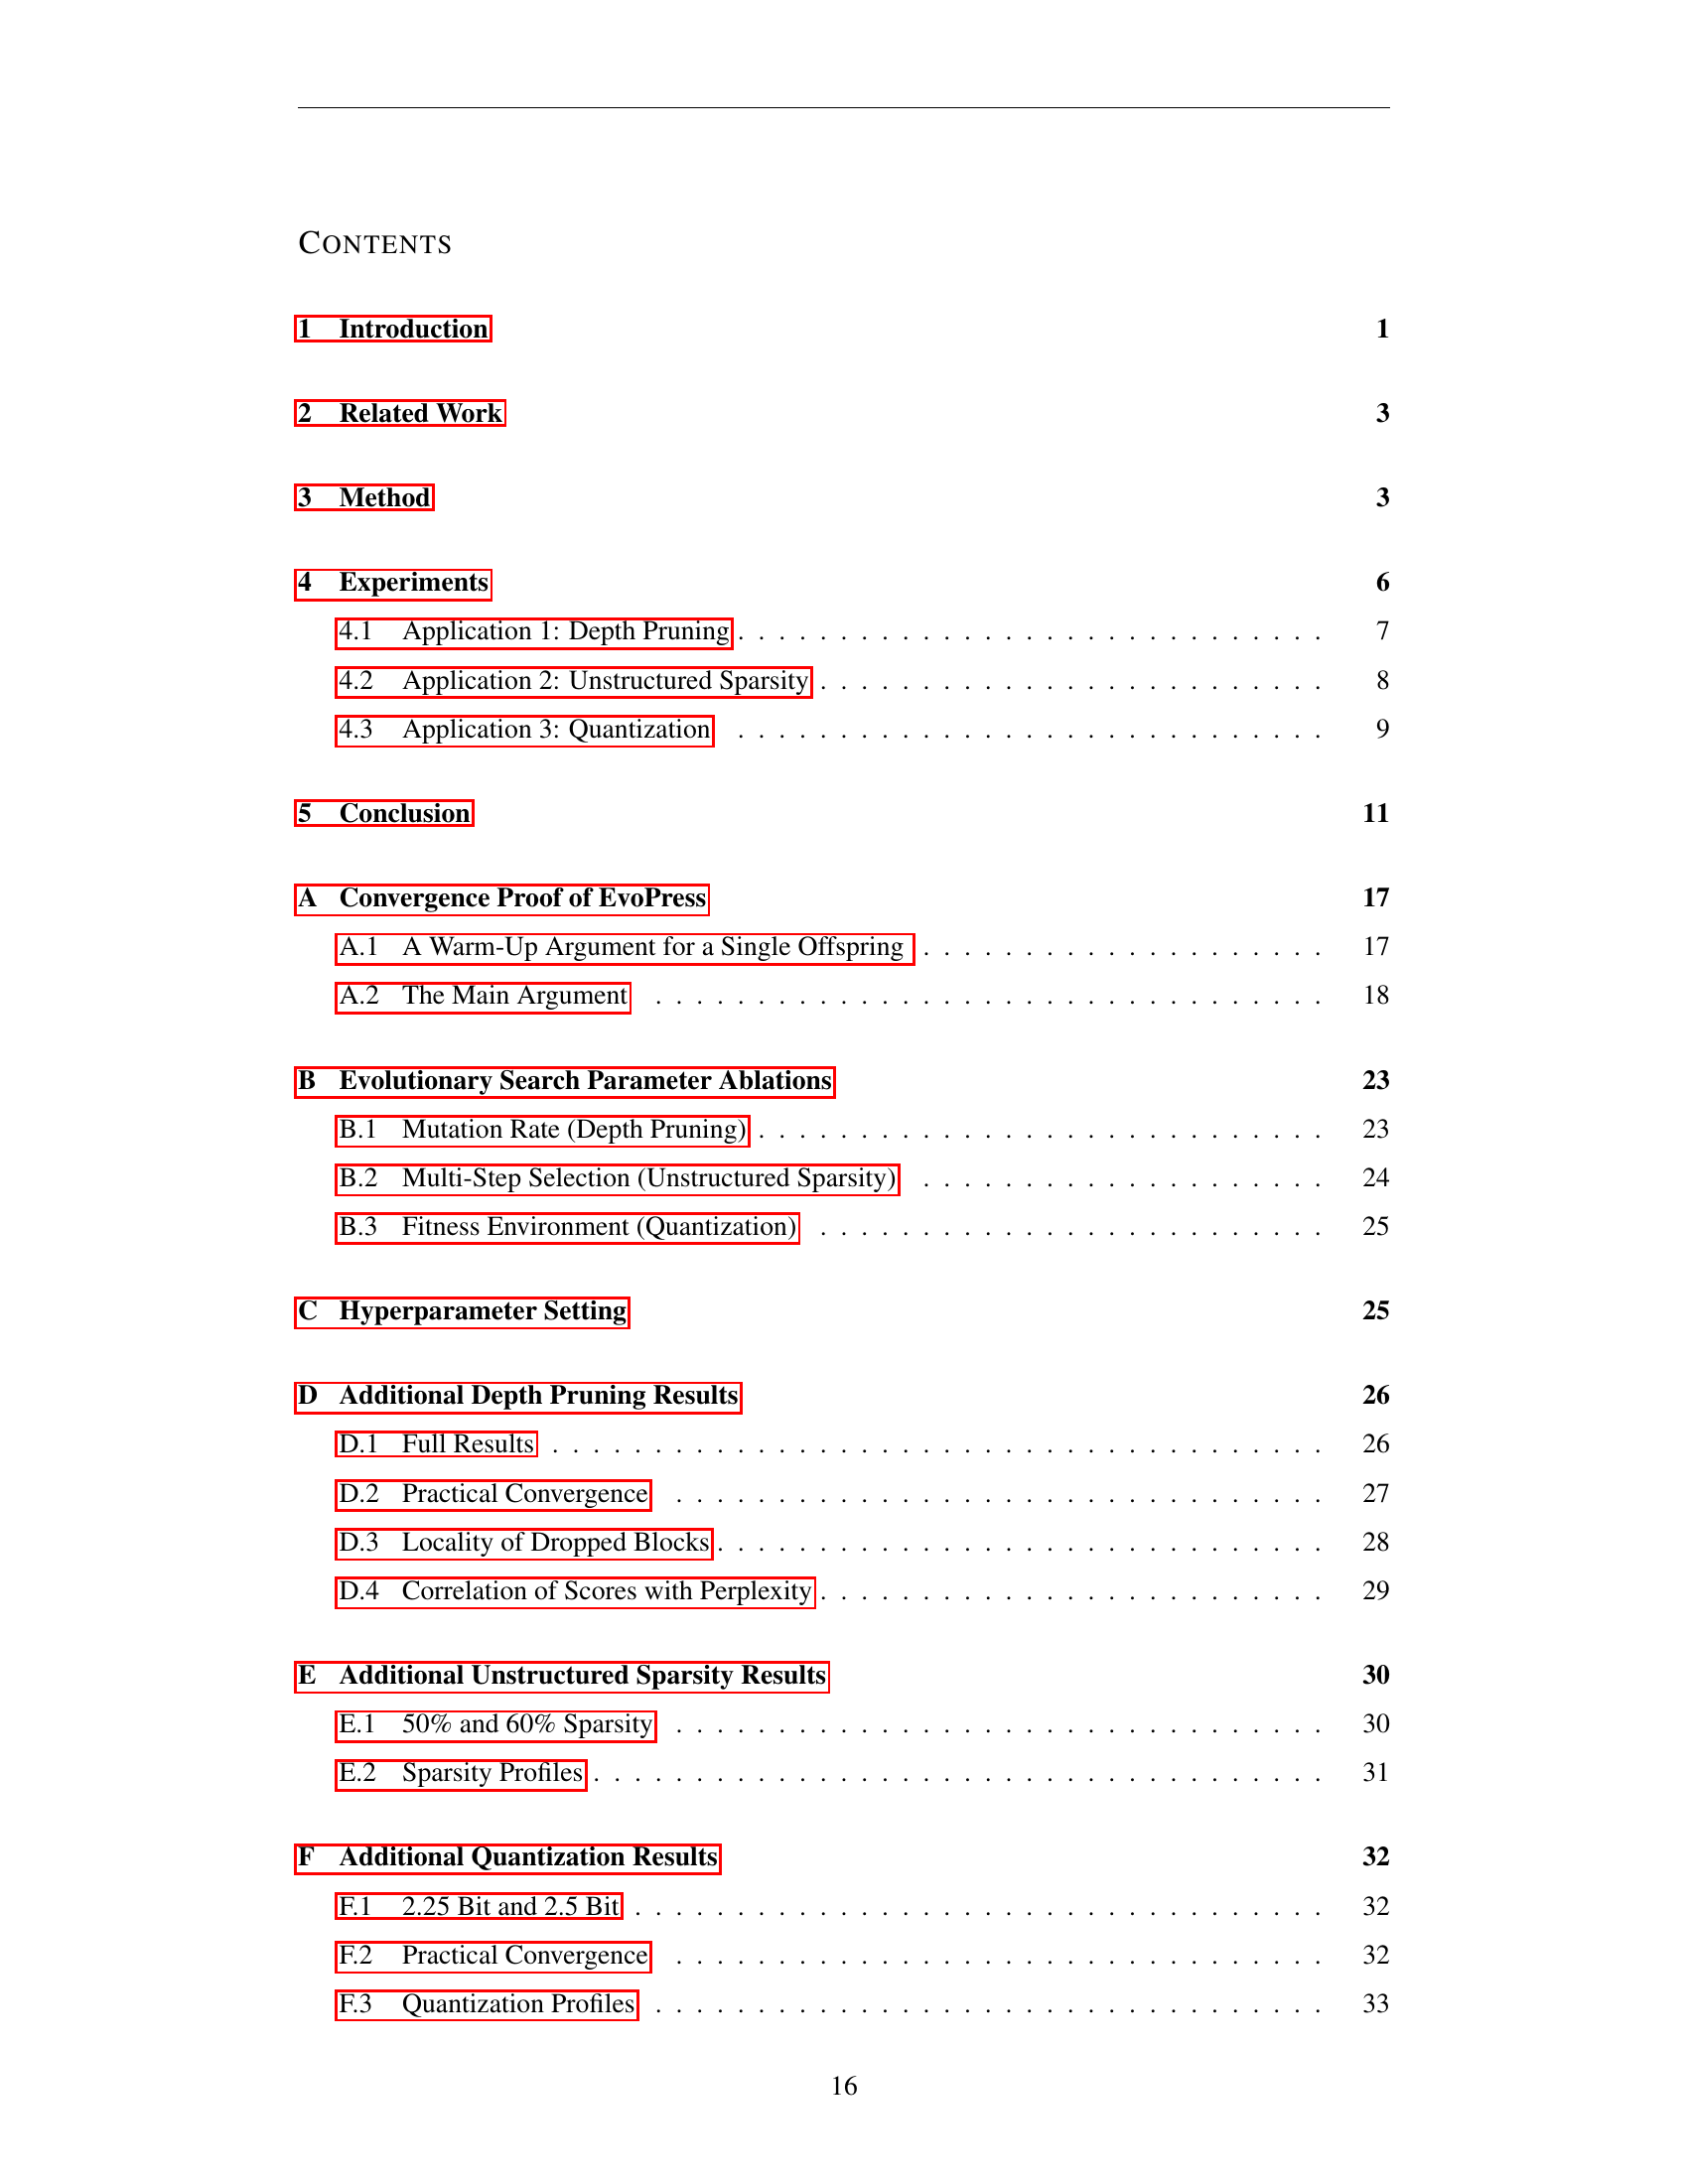 CONTENTS
1 Introduction 1
2 Related Work 3
3 Method 3
4 Experiments 6
4.1 Application 1: Depth Pruning . . . . . . . . . . . . . . . . . . . . . . . . . . . . . 7
4.2 Application 2: Unstructured Sparsity . . . . . . . . . . . . . . . . . . . . . . . . . 8
4.3 Application 3: Quantization . . . . . . . . . . . . . . . . . . . . . . . . . . . . . 9
5 Conclusion 11
A Convergence Proof of EvoPress 17
A.1 A Warm-Up Argument for a Single Offspring . . . . . . . . . . . . . . . . . . . . 17
A.2 The Main Argument . . . . . . . . . . . . . . . . . . . . . . . . . . . . . . . . . 18
B Evolutionary Search Parameter Ablations 23
B.1 Mutation Rate (Depth Pruning) . . . . . . . . . . . . . . . . . . . . . . . . . . . . 23
B.2 Multi-Step Selection (Unstructured Sparsity) . . . . . . . . . . . . . . . . . . . . 24
B.3 Fitness Environment (Quantization) . . . . . . . . . . . . . . . . . . . . . . . . . 25
C Hyperparameter Setting 25
D Additional Depth Pruning Results 26
D.1 Full Results . . . . . . . . . . . . . . . . . . . . . . . . . . . . . . . . . . . . . . 26
D.2 Practical Convergence . . . . . . . . . . . . . . . . . . . . . . . . . . . . . . . . 27
D.3 Locality of Dropped Blocks . . . . . . . . . . . . . . . . . . . . . . . . . . . . . . 28
D.4 Correlation of Scores with Perplexity . . . . . . . . . . . . . . . . . . . . . . . . . 29
E Additional Unstructured Sparsity Results 30
E.1 50% and 60% Sparsity . . . . . . . . . . . . . . . . . . . . . . . . . . . . . . . . 30
E.2 Sparsity Profiles . . . . . . . . . . . . . . . . . . . . . . . . . . . . . . . . . . . . 31
F Additional Quantization Results 32
F.1 2.25 Bit and 2.5 Bit . . . . . . . . . . . . . . . . . . . . . . . . . . . . . . . . . . 32
F.2 Practical Convergence . . . . . . . . . . . . . . . . . . . . . . . . . . . . . . . . 32
F.3 Quantization Profiles . . . . . . . . . . . . . . . . . . . . . . . . . . . . . . . . . 33
16